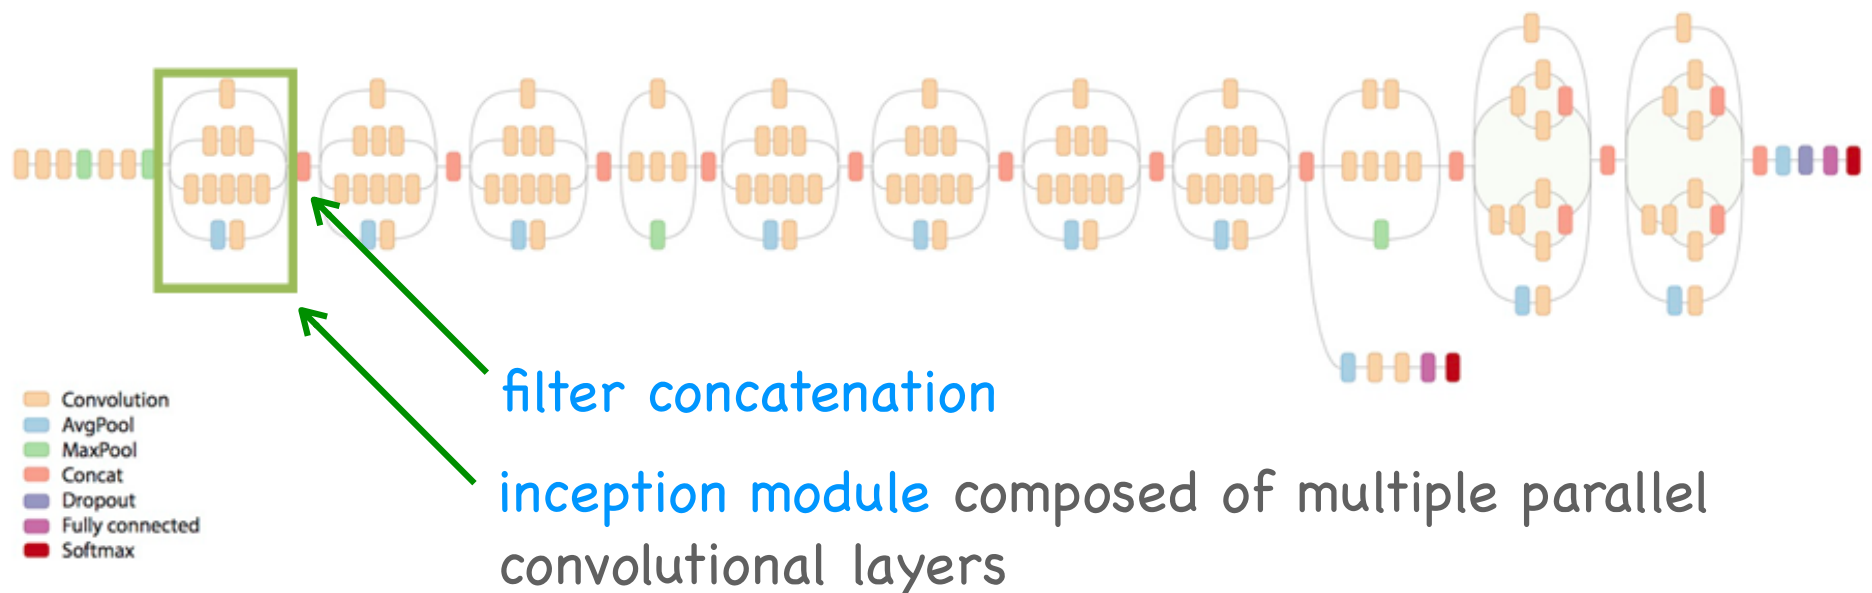 filter concatenation
Convolution
AvgPool
MaxPool
Concat
Dropout
Fully connected
Softmax
inception module composed of multiple parallel
convolutional layers